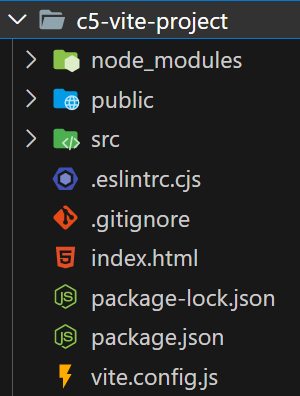 c5-vite-project
node_modules
public
src
.eslintrc.cjs
.gitignore
index.html
package-lock.json
package.json
vite.config.js